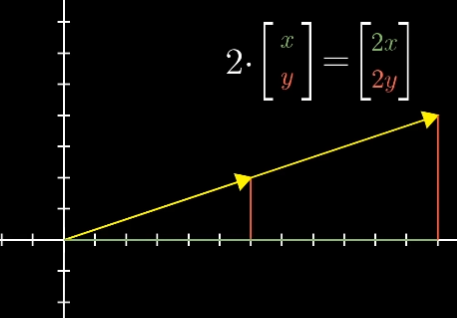 2·[x y] = [2x 2y]